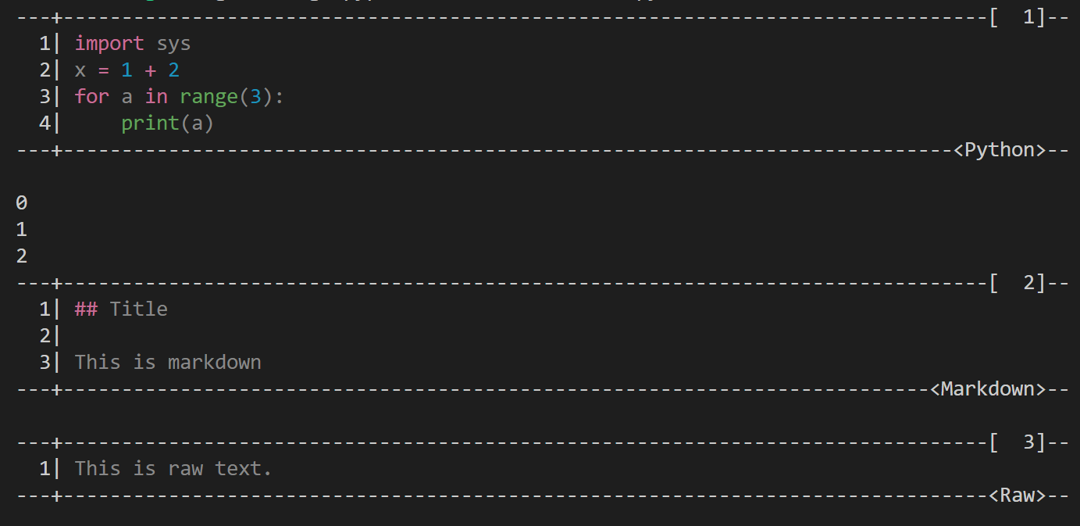 ---+-------------------------------------------------------------------------------[  1]--
  1| import sys
  2| x = 1 + 2
  3| for a in range(3):
  4|     print(a)
---+----------------------------------------------------------------------------<Python>--
0
1
2
---+-------------------------------------------------------------------------------[  2]--
  1| ## Title
  2|
  3| This is markdown
---+--------------------------------------------------------------------------<Markdown>--
---+-------------------------------------------------------------------------------[  3]--
  1| This is raw text.
---+-------------------------------------------------------------------------------<Raw>--